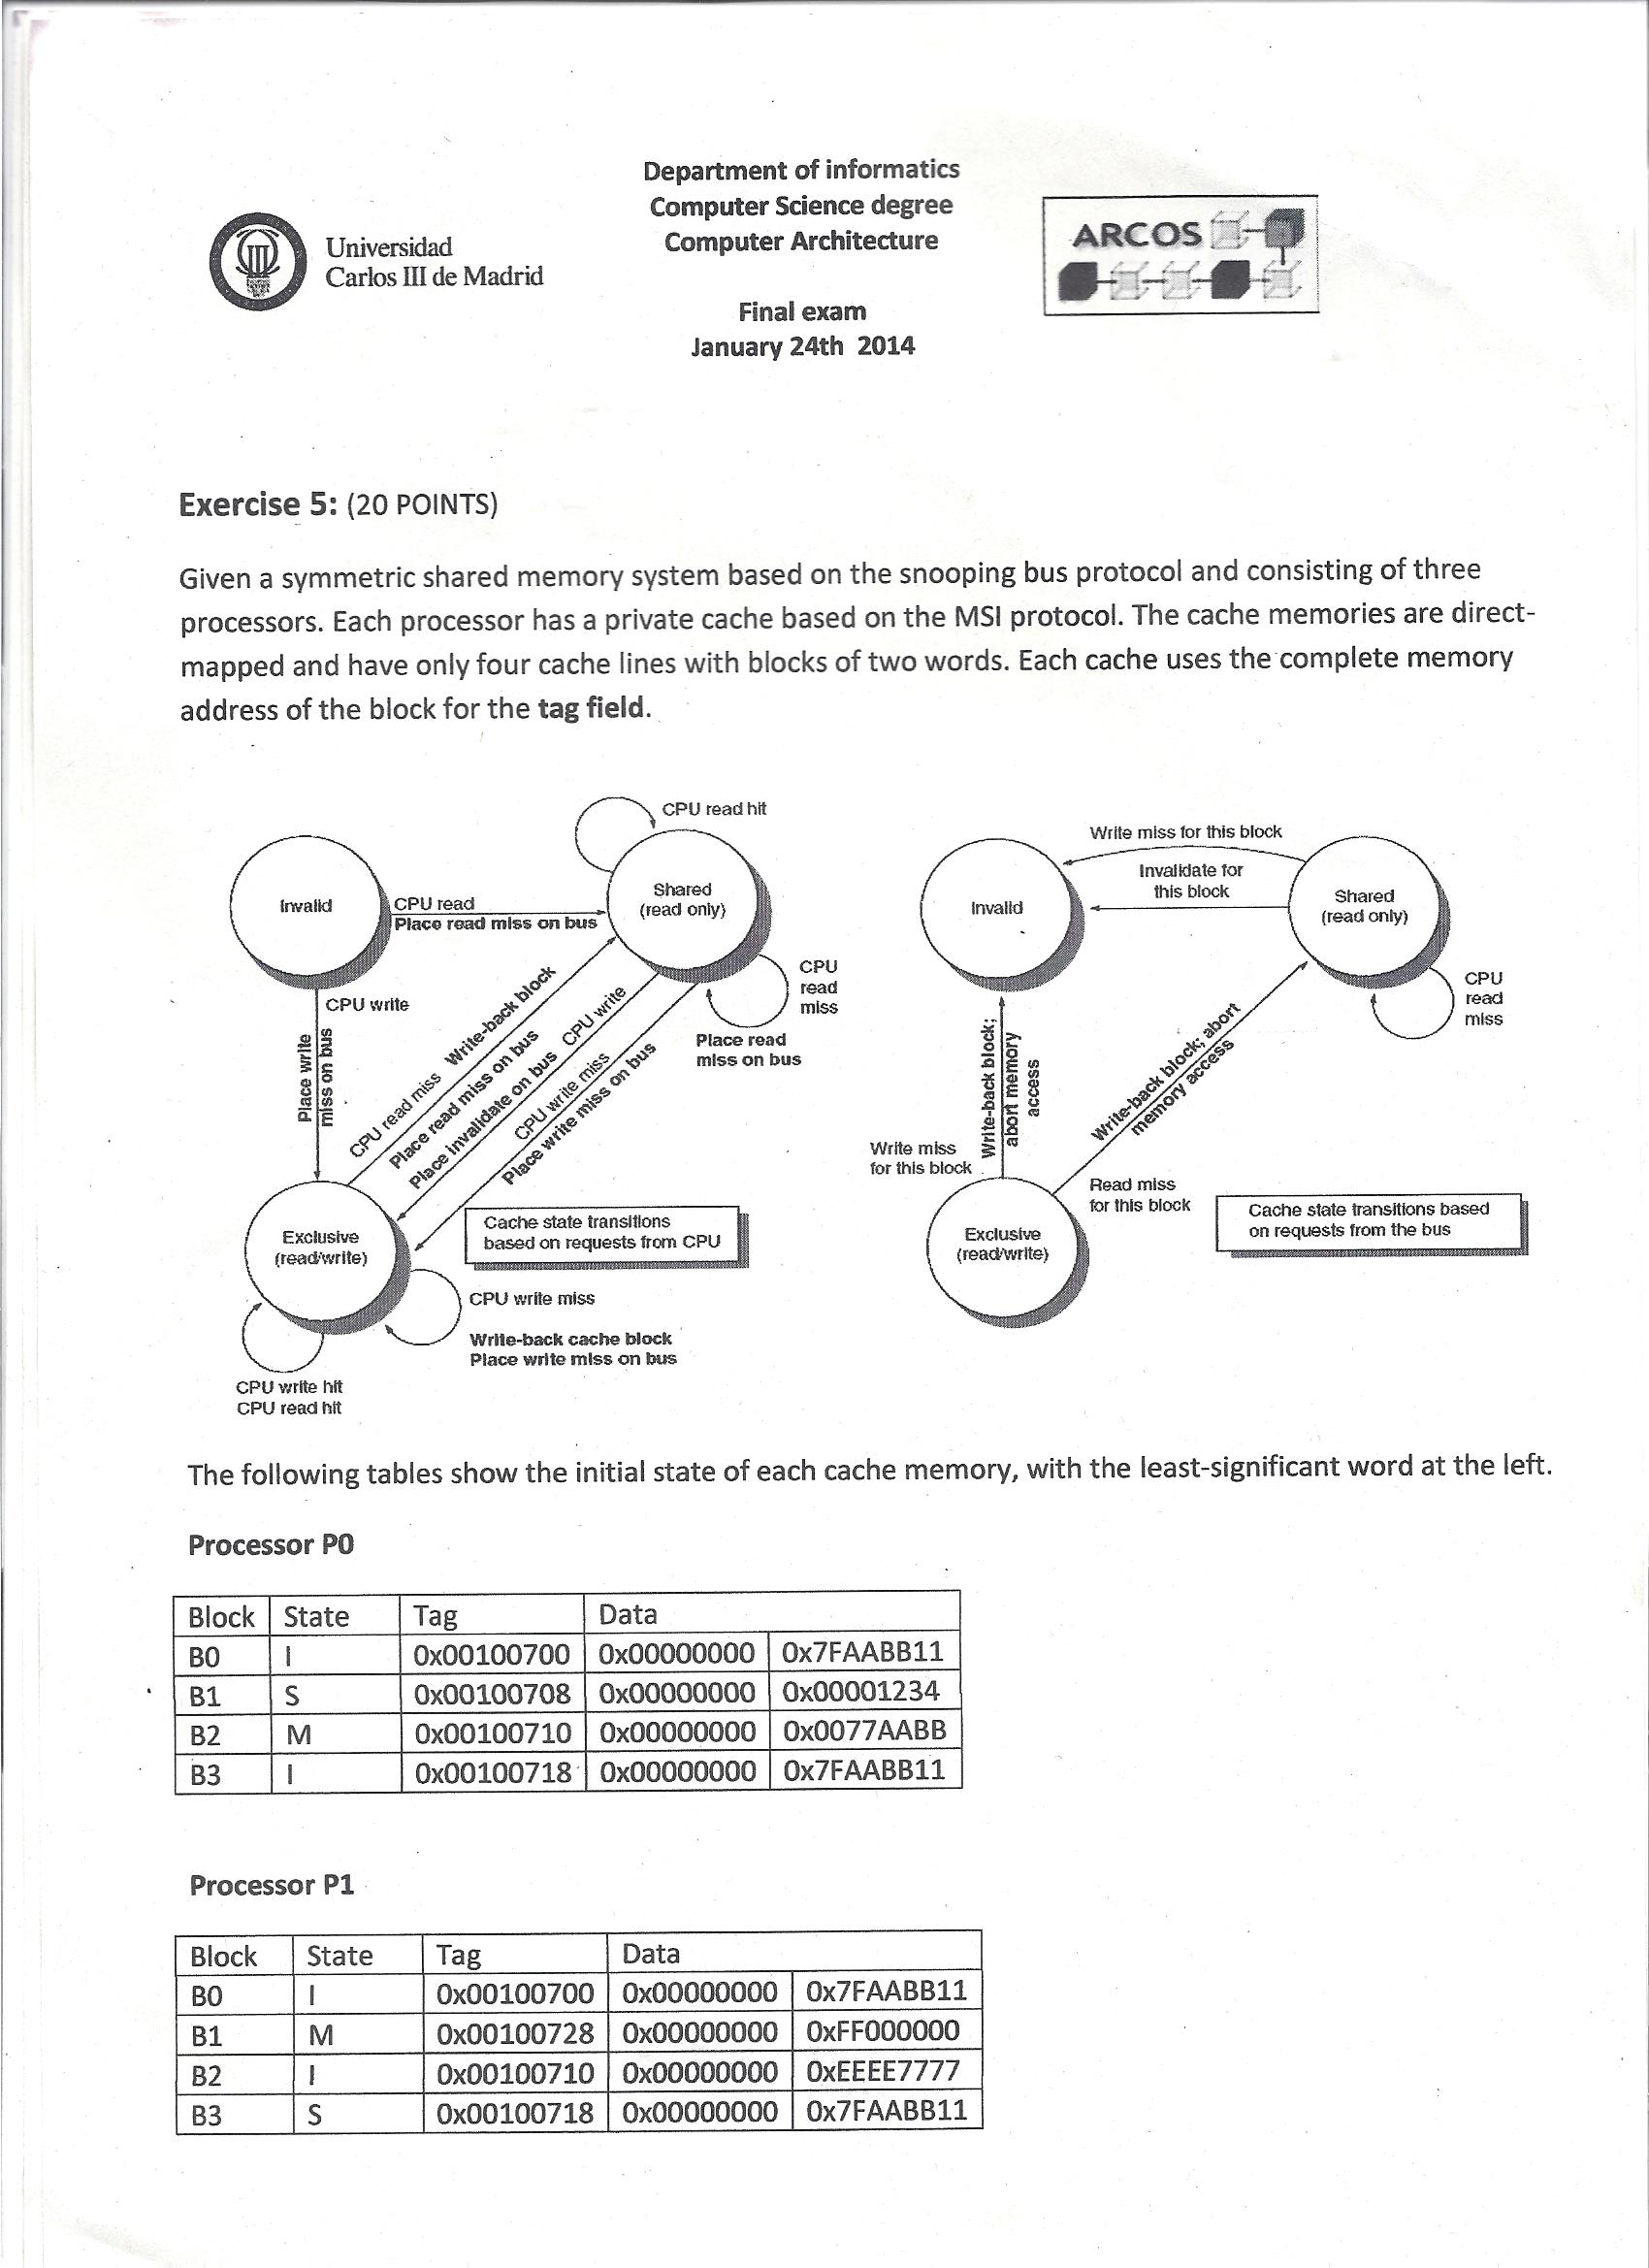 Department of informatics
Computer Science degree
Computer Architecture
Universidad
Carlos III de Madrid
ARCOS
Final exam
January 24th 2014
Exercise 5: (20 POINTS)
Given a symmetric shared memory system based on the snooping bus protocol and consisting of three
processors. Each processor has a private cache based on the MSI protocol. The cache memories are direct-
mapped and have only four cache lines with blocks of two words. Each cache uses the complete memory
address of the block for the tag field.
CPU read hit
Invalid
CPU read
Place read miss on bus
Shared
(read only)
CPU
read
miss
Place read
miss on bus
CPU write
Place write
miss on bus
CPU read miss Write-back block
Place read miss on bus
Place invalidate on bus CPU write
CPU write miss
Place write miss on bus
Exclusive
(read/write)
Cache state transitions
based on requests from CPU
CPU write miss
Write-back cache block
Place write miss on bus
CPU write hit
CPU read hit
Write miss for this block
Invalidate for
this block
Invalid
Shared
(read only)
CPU
read
miss
Write-back block;
abort memory
access
Write-back block; abort
memory access
Write miss
for this block
Read miss
for this block
Exclusive
(read/write)
Cache state transitions based
on requests from the bus
The following tables show the initial state of each cache memory, with the least-significant word at the left.
Processor P0
Block State Tag Data
B0 I 0x00100700 0x00000000 0x7FAABB11
B1 S 0x00100708 0x00000000 0x00001234
B2 M 0x00100710 0x00000000 0x0077AABB
B3 I 0x00100718 0x00000000 0x7FAABB11
Processor P1
Block State Tag Data
B0 I 0x00100700 0x00000000 0x7FAABB11
B1 M 0x00100728 0x00000000 0xFF000000
B2 I 0x00100710 0x00000000 0xEEEE7777
B3 S 0x00100718 0x00000000 0x7FAABB11